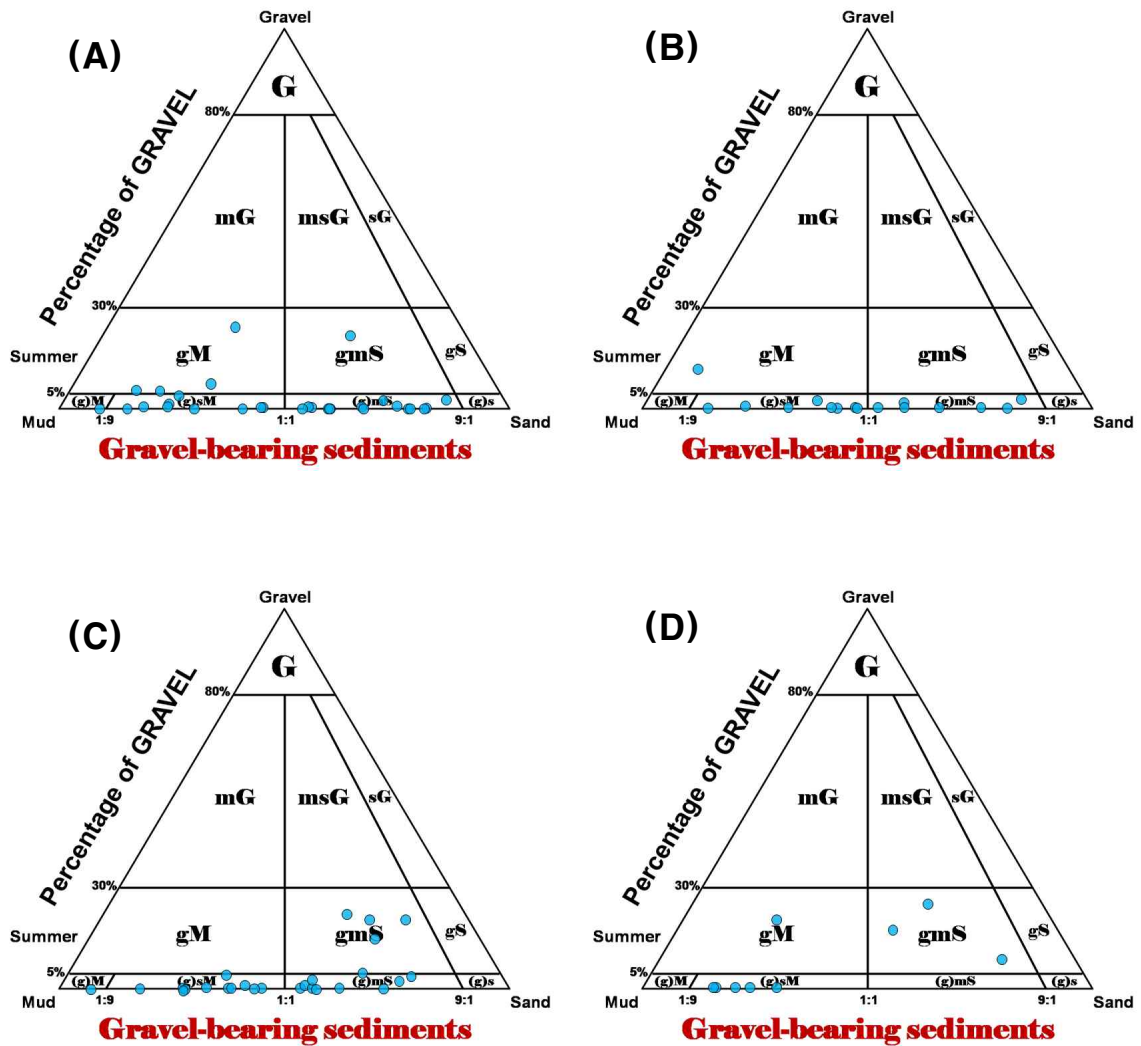 Gravel
(A)
G
80%
Percentage of GRAVEL
mG
msG
sG
30%
Summer
gM
gmS
gS
5%
(g)M
(g)sM
(g)mS
(g)s
Mud
1:9
1:1
9:1
Sand
Gravel-bearing sediments
Gravel
(B)
G
80%
Percentage of GRAVEL
mG
msG
sG
30%
Summer
gM
gmS
gS
5%
(g)M
(g)sM
(g)mS
(g)s
Mud
1:9
1:1
9:1
Sand
Gravel-bearing sediments
Gravel
(C)
G
80%
Percentage of GRAVEL
mG
msG
sG
30%
Summer
gM
gmS
gS
5%
(g)M
(g)sM
(g)mS
(g)s
Mud
1:9
1:1
9:1
Sand
Gravel-bearing sediments
Gravel
(D)
G
80%
Percentage of GRAVEL
mG
msG
sG
30%
Summer
gM
gmS
gS
5%
(g)M
(g)sM
(g)mS
(g)s
Mud
1:9
1:1
9:1
Sand
Gravel-bearing sediments